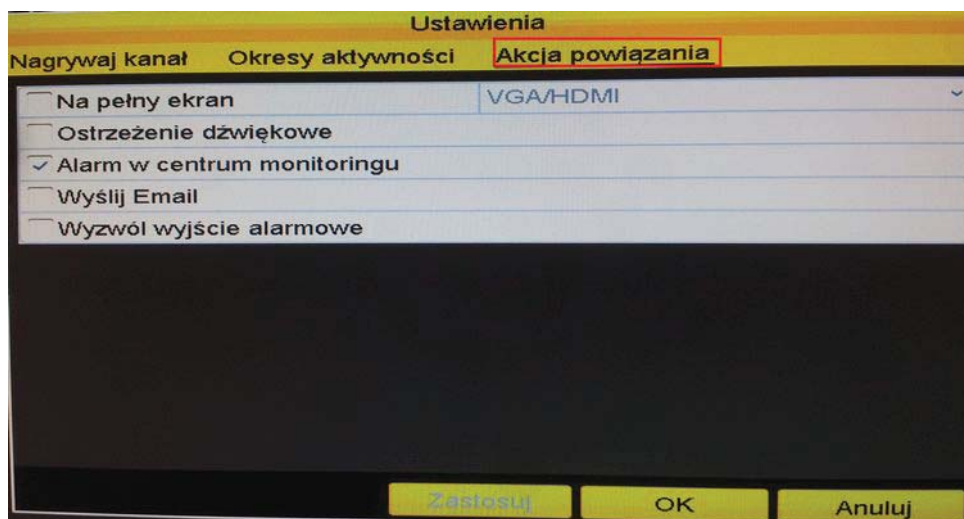 Ustawienia
Nagrywaj kanał Okresy aktywności Akcja powiązania
Na pełny ekran VGA/HDMI
Ostrzeżenie dźwiękowe
Alarm w centrum monitoringu
Wyślij Email
Wyzwól wyjście alarmowe
Zastosuj OK Anuluj